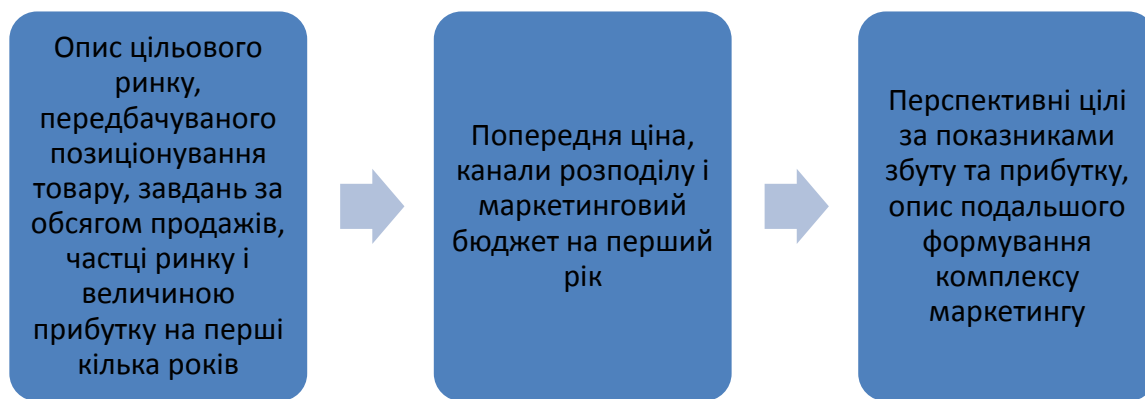 Опис цільового
ринку,
передбачуваного
позиціонування
товару, завдань за
обсягом продажів,
частці ринку і
величиною
прибутку на перші
кілька років
Попередня ціна,
канали розподілу і
маркетинговий
бюджет на перший
рік
Перспективні цілі
за показниками
збуту та прибутку,
опис подальшого
формування
комплексу
маркетингу